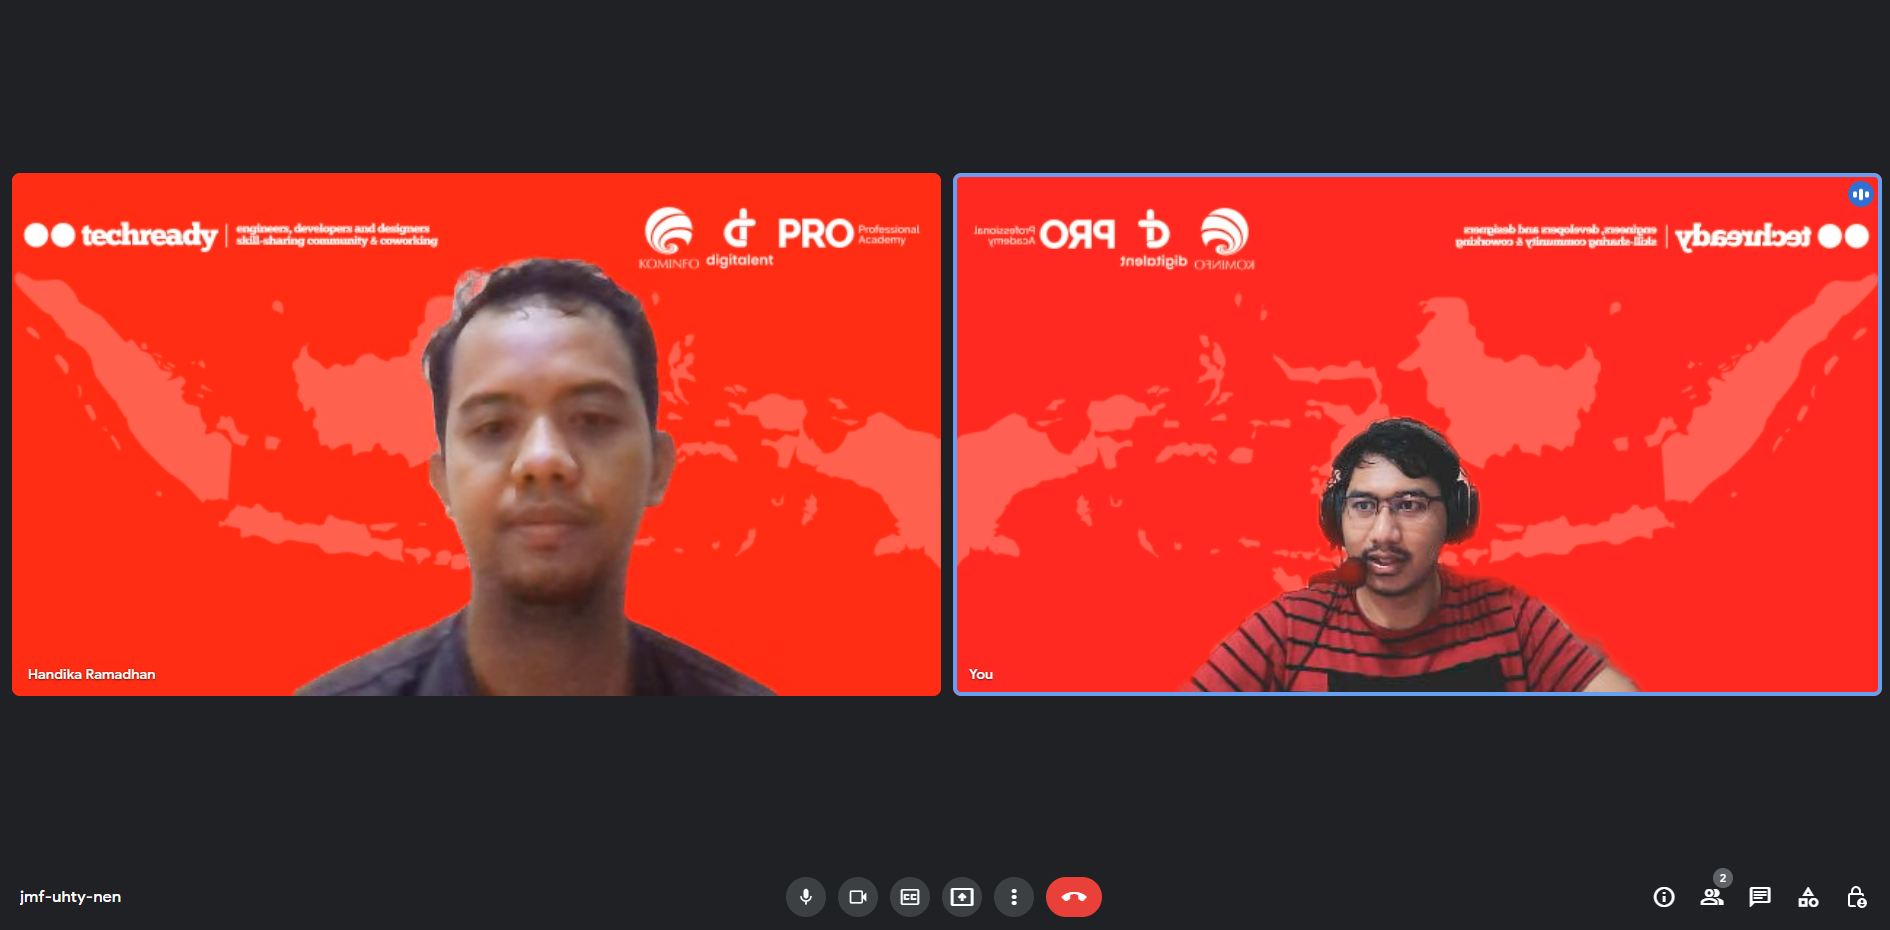 techready
engineers, developers and designers
skill-sharing community & coworking
KOMINFO
digitalent
PRO
Professional
Academy
Handika Ramadhan
Professional
Academy
PRO
digitalent
KOMINFO
engineers, developers and designers
skill-sharing community & coworking
techready
You
jmf-uhty-nen
2